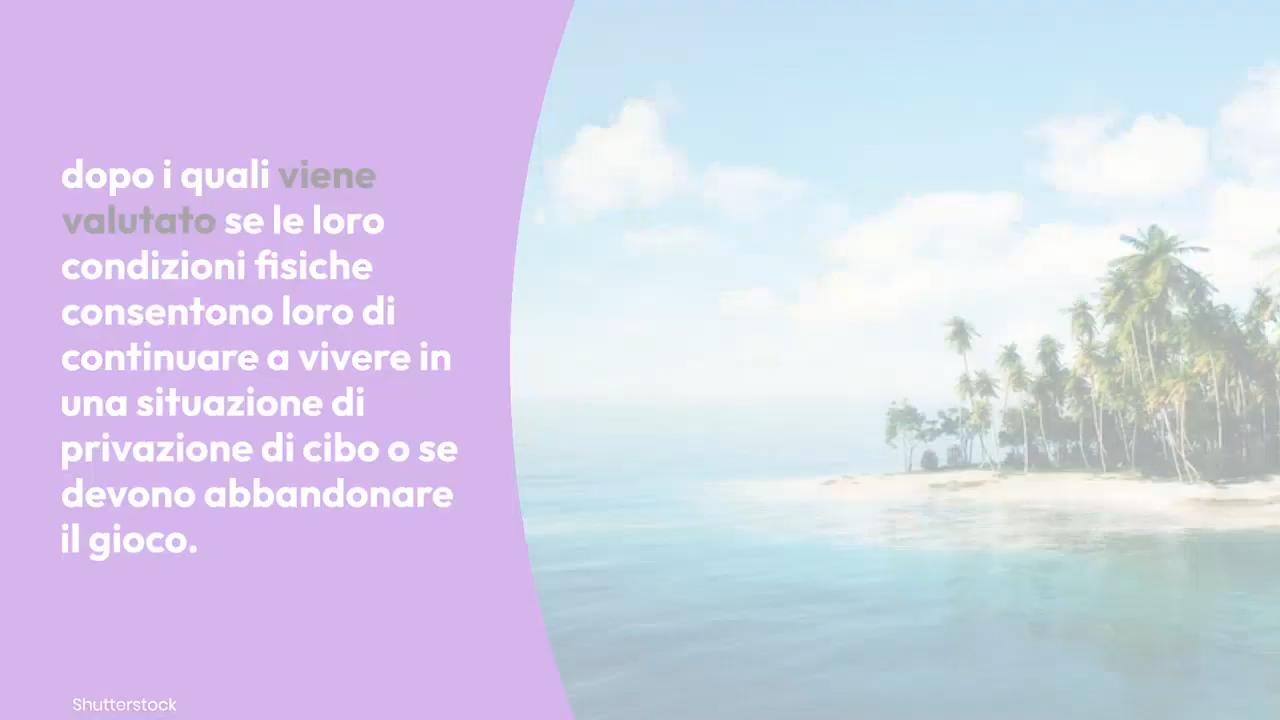 dopo i quali viene
valutato se le loro
condizioni fisiche
consentono loro di
continuare a vivere in
una situazione di
privazione di cibo o se
devono abbandonare
il gioco.
Shutterstock